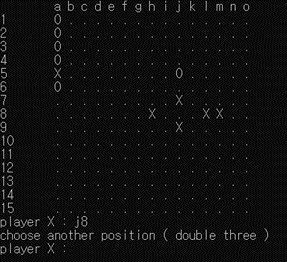 a b c d e f g h i j k l m n o
1 O . . . . . . . . . . . . . .
2 O . . . . . . . . . . . . . .
3 O . . . . . . . . . . . . . .
4 O . . . . . . . . . . . . . .
5 X . . . . . . . . O . . . . .
6 O . . . . . . . . . . . . . .
7 . . . . . . . . . X . . . . .
8 . . . . . . . X . . . X X . .
9 . . . . . . . . . X . . . . .
10 . . . . . . . . . . . . . . .
11 . . . . . . . . . . . . . . .
12 . . . . . . . . . . . . . . .
13 . . . . . . . . . . . . . . .
14 . . . . . . . . . . . . . . .
15 . . . . . . . . . . . . . . .
player X : j8
choose another position ( double three )
player X :